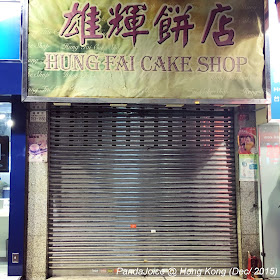 雄輝餅店
HUNG FAI CAKE SHOP
PandaJoice @ Hong Kong (Dec/ 2015)